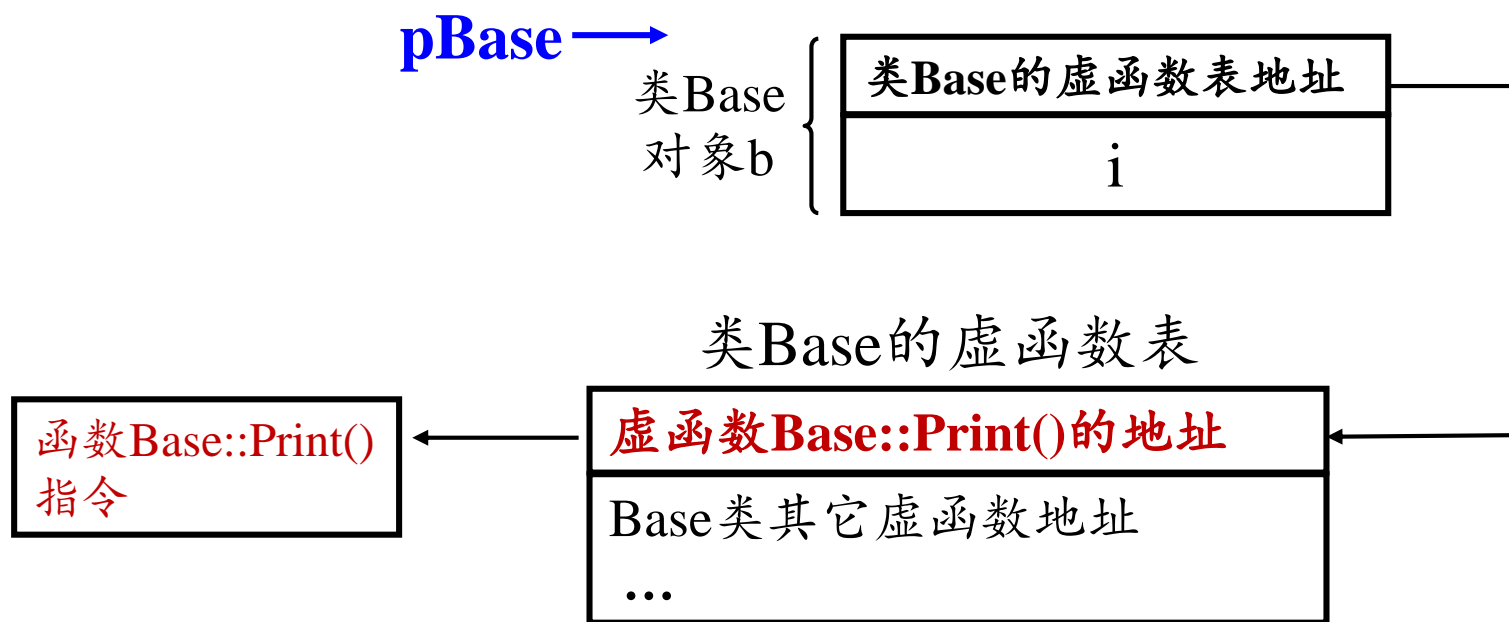 pBase
类Base
对象b
类Base的虚函数表地址
i
类Base的虚函数表
函数Base::Print()
指令
虚函数Base::Print()的地址
Base类其它虚函数地址
…